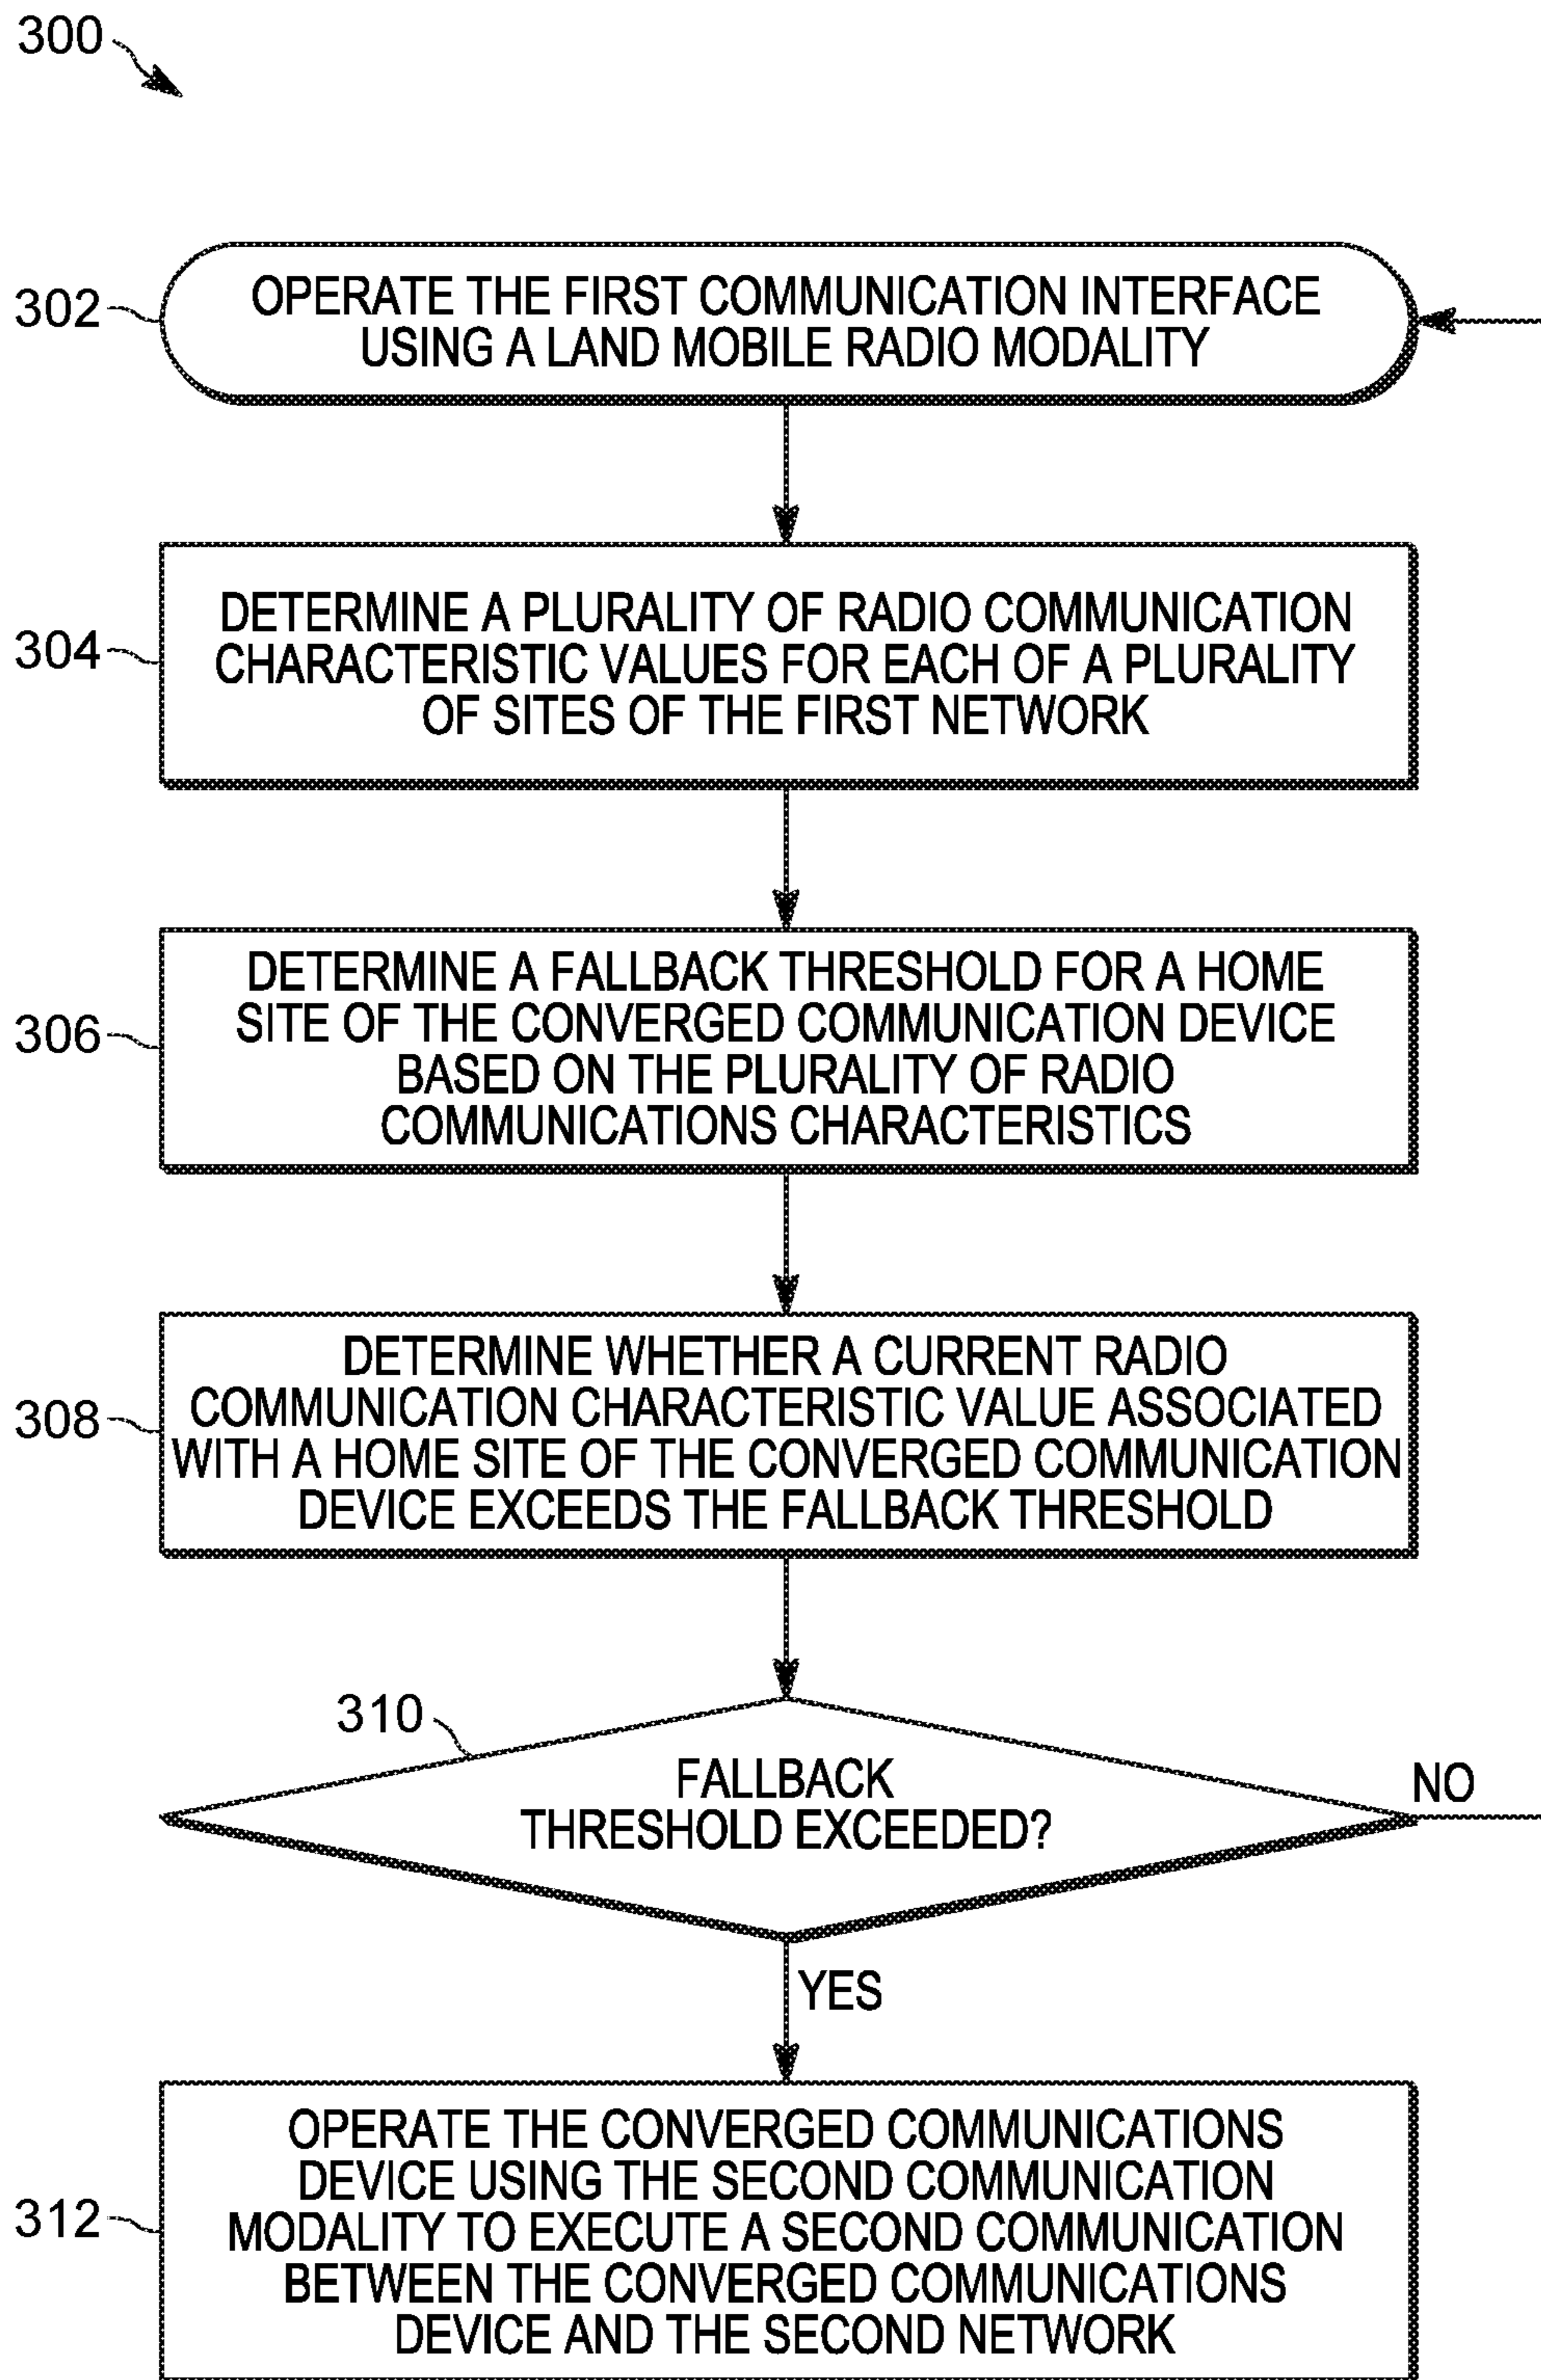 300
302
OPERATE THE FIRST COMMUNICATION INTERFACE
USING A LAND MOBILE RADIO MODALITY
304
DETERMINE A PLURALITY OF RADIO COMMUNICATION
CHARACTERISTIC VALUES FOR EACH OF A PLURALITY
OF SITES OF THE FIRST NETWORK
306
DETERMINE A FALLBACK THRESHOLD FOR A HOME
SITE OF THE CONVERGED COMMUNICATION DEVICE
BASED ON THE PLURALITY OF RADIO
COMMUNICATIONS CHARACTERISTICS
308
DETERMINE WHETHER A CURRENT RADIO
COMMUNICATION CHARACTERISTIC VALUE ASSOCIATED
WITH A HOME SITE OF THE CONVERGED COMMUNICATION
DEVICE EXCEEDS THE FALLBACK THRESHOLD
310
FALLBACK
THRESHOLD EXCEEDED?
NO
YES
312
OPERATE THE CONVERGED COMMUNICATIONS
DEVICE USING THE SECOND COMMUNICATION
MODALITY TO EXECUTE A SECOND COMMUNICATION
BETWEEN THE CONVERGED COMMUNICATIONS
DEVICE AND THE SECOND NETWORK